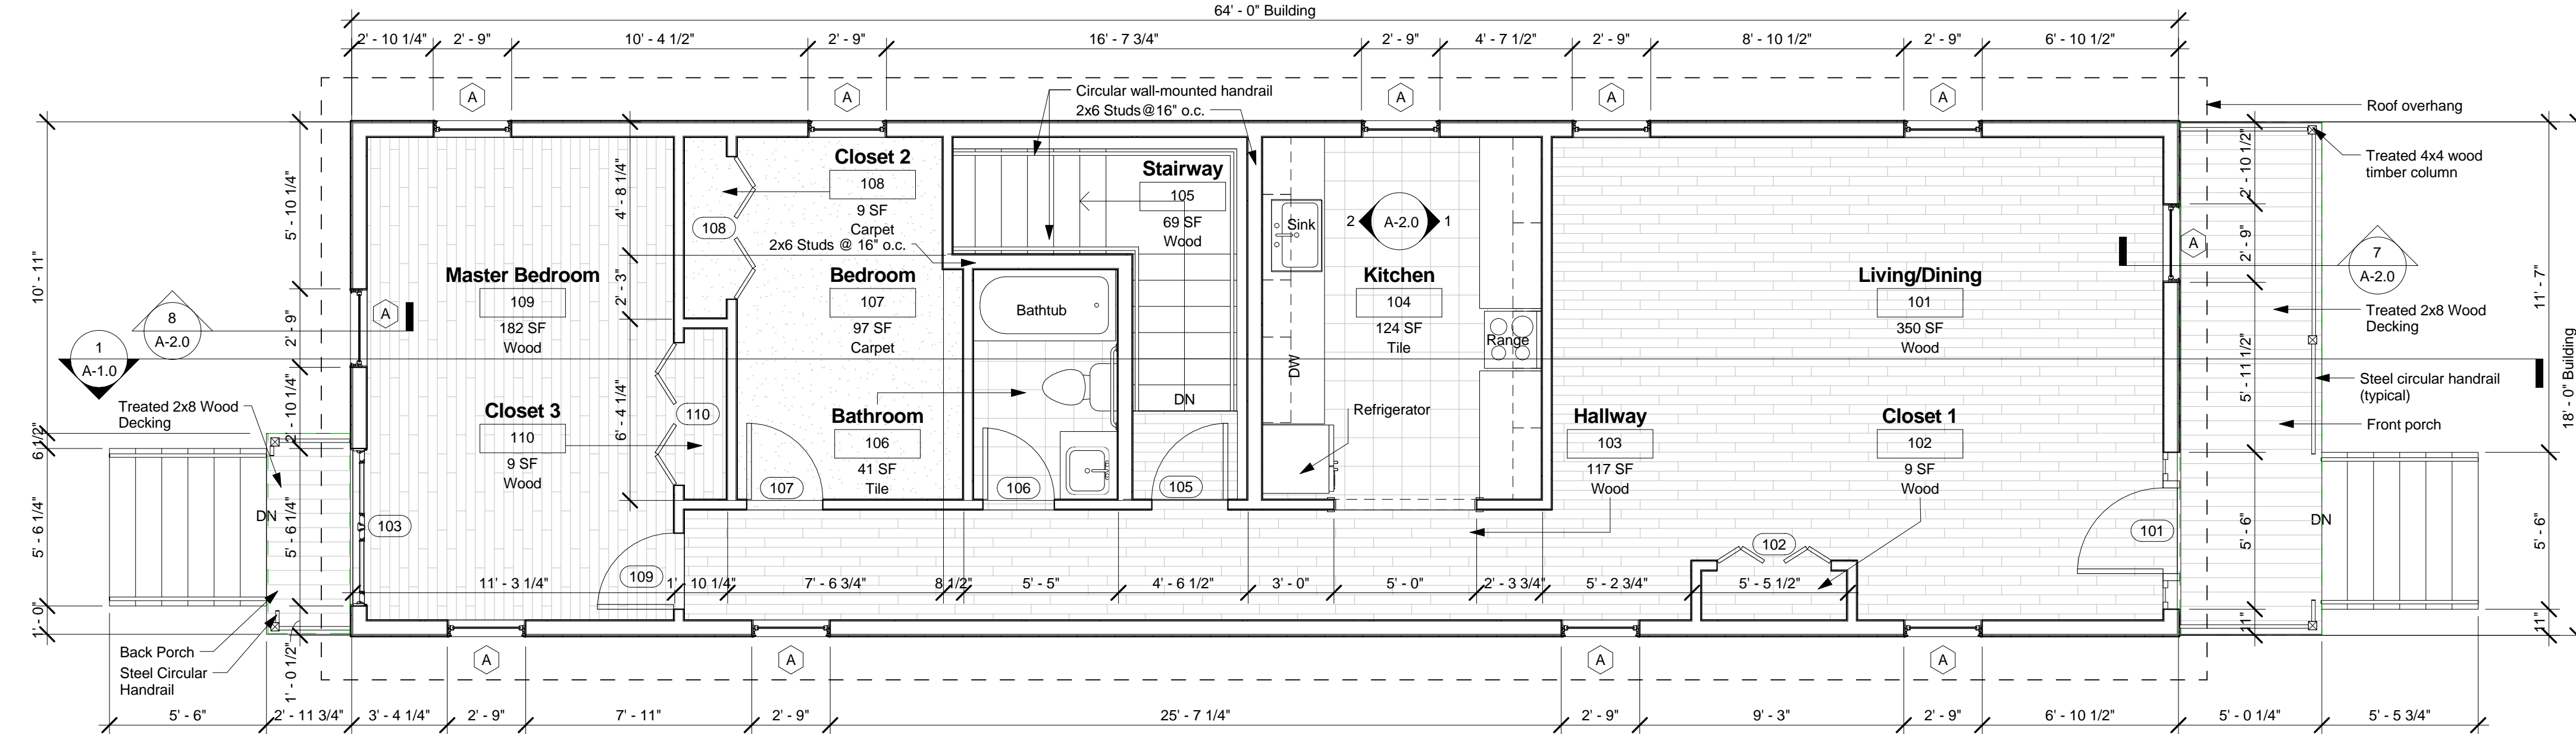 64' - 0" Building
2' - 10 1/4"
2' - 9"
10' - 4 1/2"
2' - 9"
16' - 7 3/4"
2' - 9"
4' - 7 1/2"
2' - 9"
8' - 10 1/2"
2' - 9"
6' - 10 1/2"
A
A
A
A
A
Circular wall-mounted handrail
2x6 Studs@16" o.c.
Roof overhang
Treated 4x4 wood
timber column
Closet 2
108
9 SF
Carpet
108
2x6 Studs @ 16" o.c.
Stairway
105
69 SF
Wood
DN
Sink
2
A-2.0
1
Master Bedroom
109
182 SF
Wood
Bedroom
107
97 SF
Carpet
Bathtub
Kitchen
104
124 SF
Tile
DW
Range
Living/Dining
101
350 SF
Wood
A
7
A-2.0
Treated 2x8 Wood
Decking
Steel circular handrail
(typical)
Front porch
8
A-2.0
1
A-1.0
A
Treated 2x8 Wood
Decking
Closet 3
110
9 SF
Wood
110
Bathroom
106
41 SF
Tile
Refrigerator
Hallway
103
117 SF
Wood
Closet 1
102
9 SF
Wood
107
106
105
103
109
102
101
DN
DN
10' - 11"
6 1/2"
5' - 6 1/4"
1' - 0"
5' - 10 1/4"
2' - 9"
2' - 10 1/4"
5' - 6 1/4"
1' - 0 1/2"
4' - 8 1/4"
2' - 3"
6' - 4 1/4"
2' - 10 1/2"
2' - 9"
5' - 11 1/2"
5' - 6"
11"
11' - 7"
5' - 6"
11"
18' - 0" Building
11' - 3 1/4"
1' - 10 1/4"
7' - 6 3/4"
8 1/2"
5' - 5"
4' - 6 1/2"
3' - 0"
5' - 0"
2' - 3 3/4"
5' - 2 3/4"
5' - 5 1/2"
Back Porch
Steel Circular
Handrail
A
A
A
A
5' - 6"
2' - 11 3/4"
3' - 4 1/4"
2' - 9"
7' - 11"
2' - 9"
25' - 7 1/4"
2' - 9"
9' - 3"
2' - 9"
6' - 10 1/2"
5' - 0 1/4"
5' - 5 3/4"